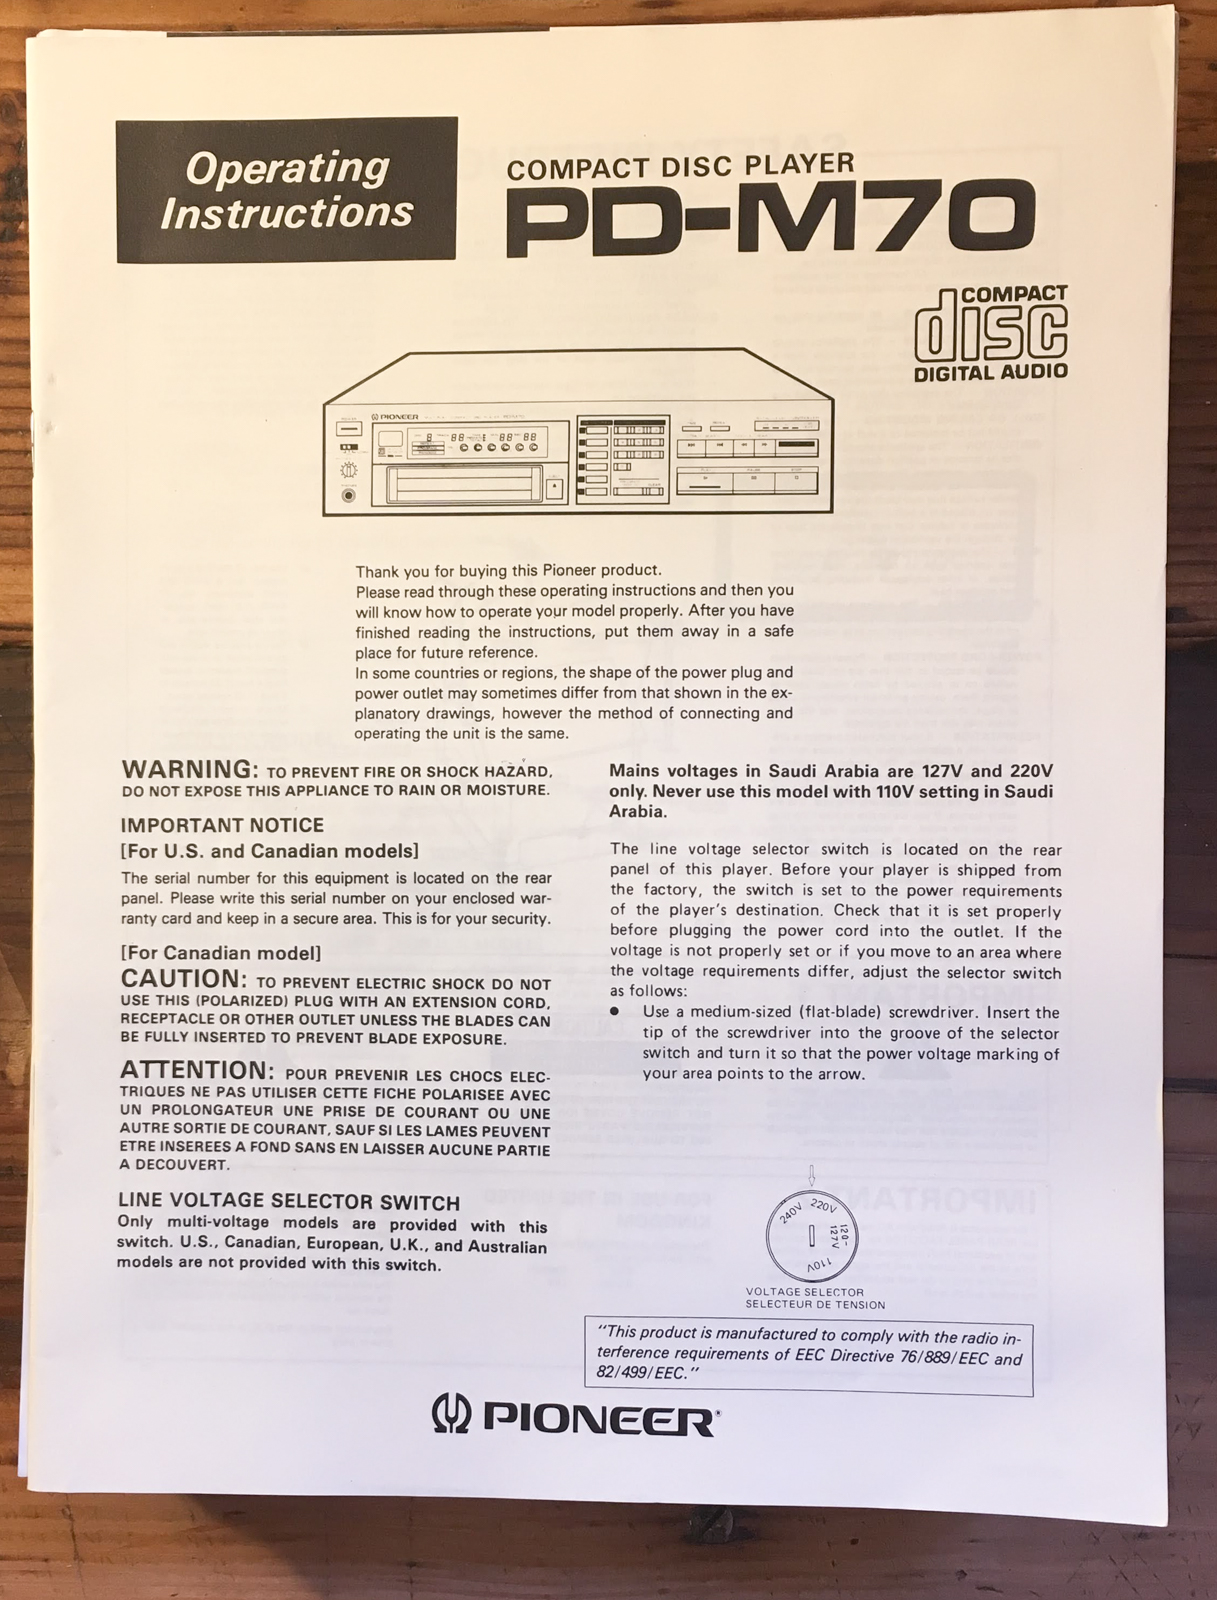 Operating
Instructions
COMPACT DISC PLAYER
PD-M70
COMPACT
disc
DIGITAL AUDIO
PIONEER
Thank you for buying this Pioneer product.
Please read through these operating instructions and then you
will know how to operate your model properly. After you have
finished reading the instructions, put them away in a safe
place for future reference.
In some countries or regions, the shape of the power plug and
power outlet may sometimes differ from that shown in the ex-
planatory drawings, however the method of connecting and
operating the unit is the same.
WARNING: TO PREVENT FIRE OR SHOCK HAZARD,
DO NOT EXPOSE THIS APPLIANCE TO RAIN OR MOISTURE.
IMPORTANT NOTICE
[For U.S. and Canadian models]
The serial number for this equipment is located on the rear
panel. Please write this serial number on your enclosed war-
ranty card and keep in a secure area. This is for your security.
[For Canadian model]
CAUTION: TO PREVENT ELECTRIC SHOCK DO NOT
USE THIS (POLARIZED) PLUG WITH AN EXTENSION CORD,
RECEPTACLE OR OTHER OUTLET UNLESS THE BLADES CAN
BE FULLY INSERTED TO PREVENT BLADE EXPOSURE.
ATTENTION: POUR PREVENIR LES CHOCS ELEC-
TRIQUES NE PAS UTILISER CETTE FICHE POLARISEE AVEC
UN PROLONGATEUR UNE PRISE DE COURANT OU UNE
AUTRE SORTIE DE COURANT, SAUF SI LES LAMES PEUVENT
ETRE INSEREES A FOND SANS EN LAISSER AUCUNE PARTIE
A DECOUVERT.
LINE VOLTAGE SELECTOR SWITCH
Only multi-voltage models are provided with this
switch. U.S., Canadian, European, U.K., and Australian
models are not provided with this switch.
Mains voltages in Saudi Arabia are 127V and 220V
only. Never use this model with 110V setting in Saudi
Arabia.
The line voltage selector switch is located on the rear
panel of this player. Before your player is shipped from
the factory, the switch is set to the power requirements
of the player's destination. Check that it is set properly
before plugging the power cord into the outlet. If the
voltage is not properly set or if you move to an area where
the voltage requirements differ, adjust the selector switch
as follows:
● Use a medium-sized (flat-blade) screwdriver. Insert the
tip of the screwdriver into the groove of the selector
switch and turn it so that the power voltage marking of
your area points to the arrow.
240V
220V
120-
127V
110V
VOLTAGE SELECTOR
SELECTEUR DE TENSION
"This product is manufactured to comply with the radio in-
terference requirements of EEC Directive 76/889/EEC and
82/499/EEC."
PIONEER®